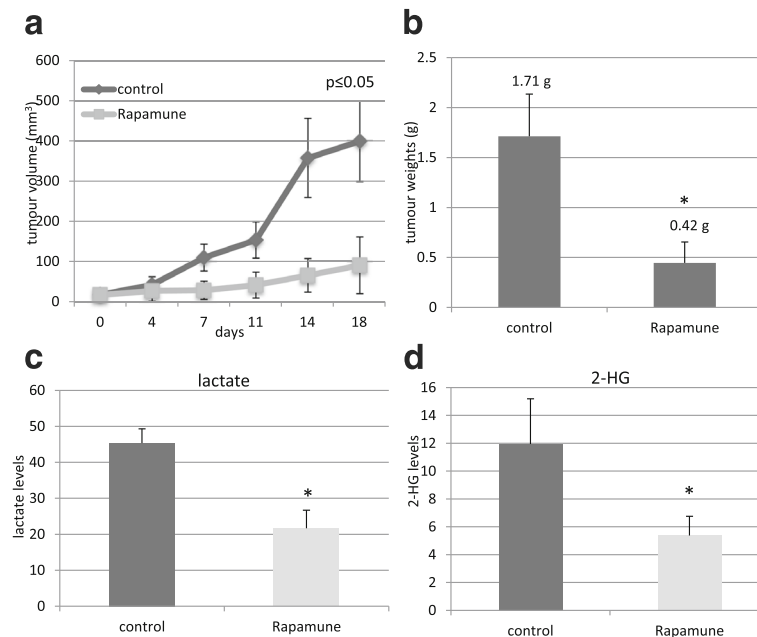 a
600
500
400
300
200
100
0
tumour volume (mm³)
control
Rapamune
p≤0.05
0 4 7 11 14 18
days
b
2.5
2
1.5
1
0.5
0
tumour weights (g)
1.71 g
*
0.42 g
control Rapamune
c
lactate
60
50
40
30
20
10
0
lactate levels
*
control Rapamune
d
2-HG
16
14
12
10
8
6
4
2
0
2-HG levels
*
control Rapamune